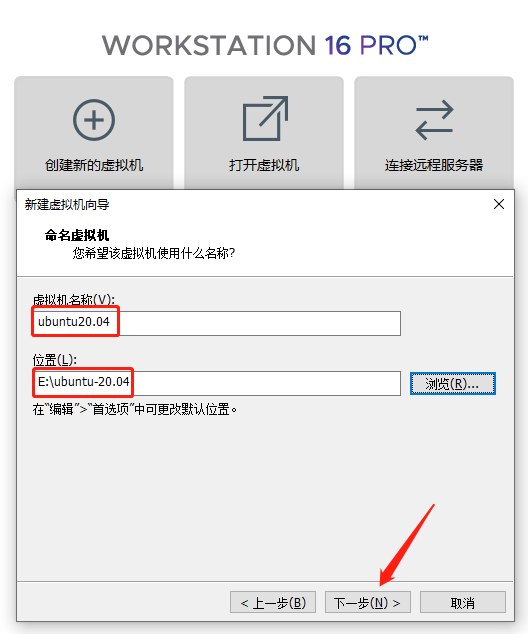 WORKSTATION 16 PRO™
创建新的虚拟机 打开虚拟机 连接远程服务器
新建虚拟机向导
命名虚拟机
您希望该虚拟机使用什么名称?
虚拟机名称(V):
ubuntu20.04
位置(L):
E:\ubuntu-20.04 浏览(R)...
在“编辑”>“首选项”中可更改默认位置。
< 上一步(B) 下一步(N) > 取消